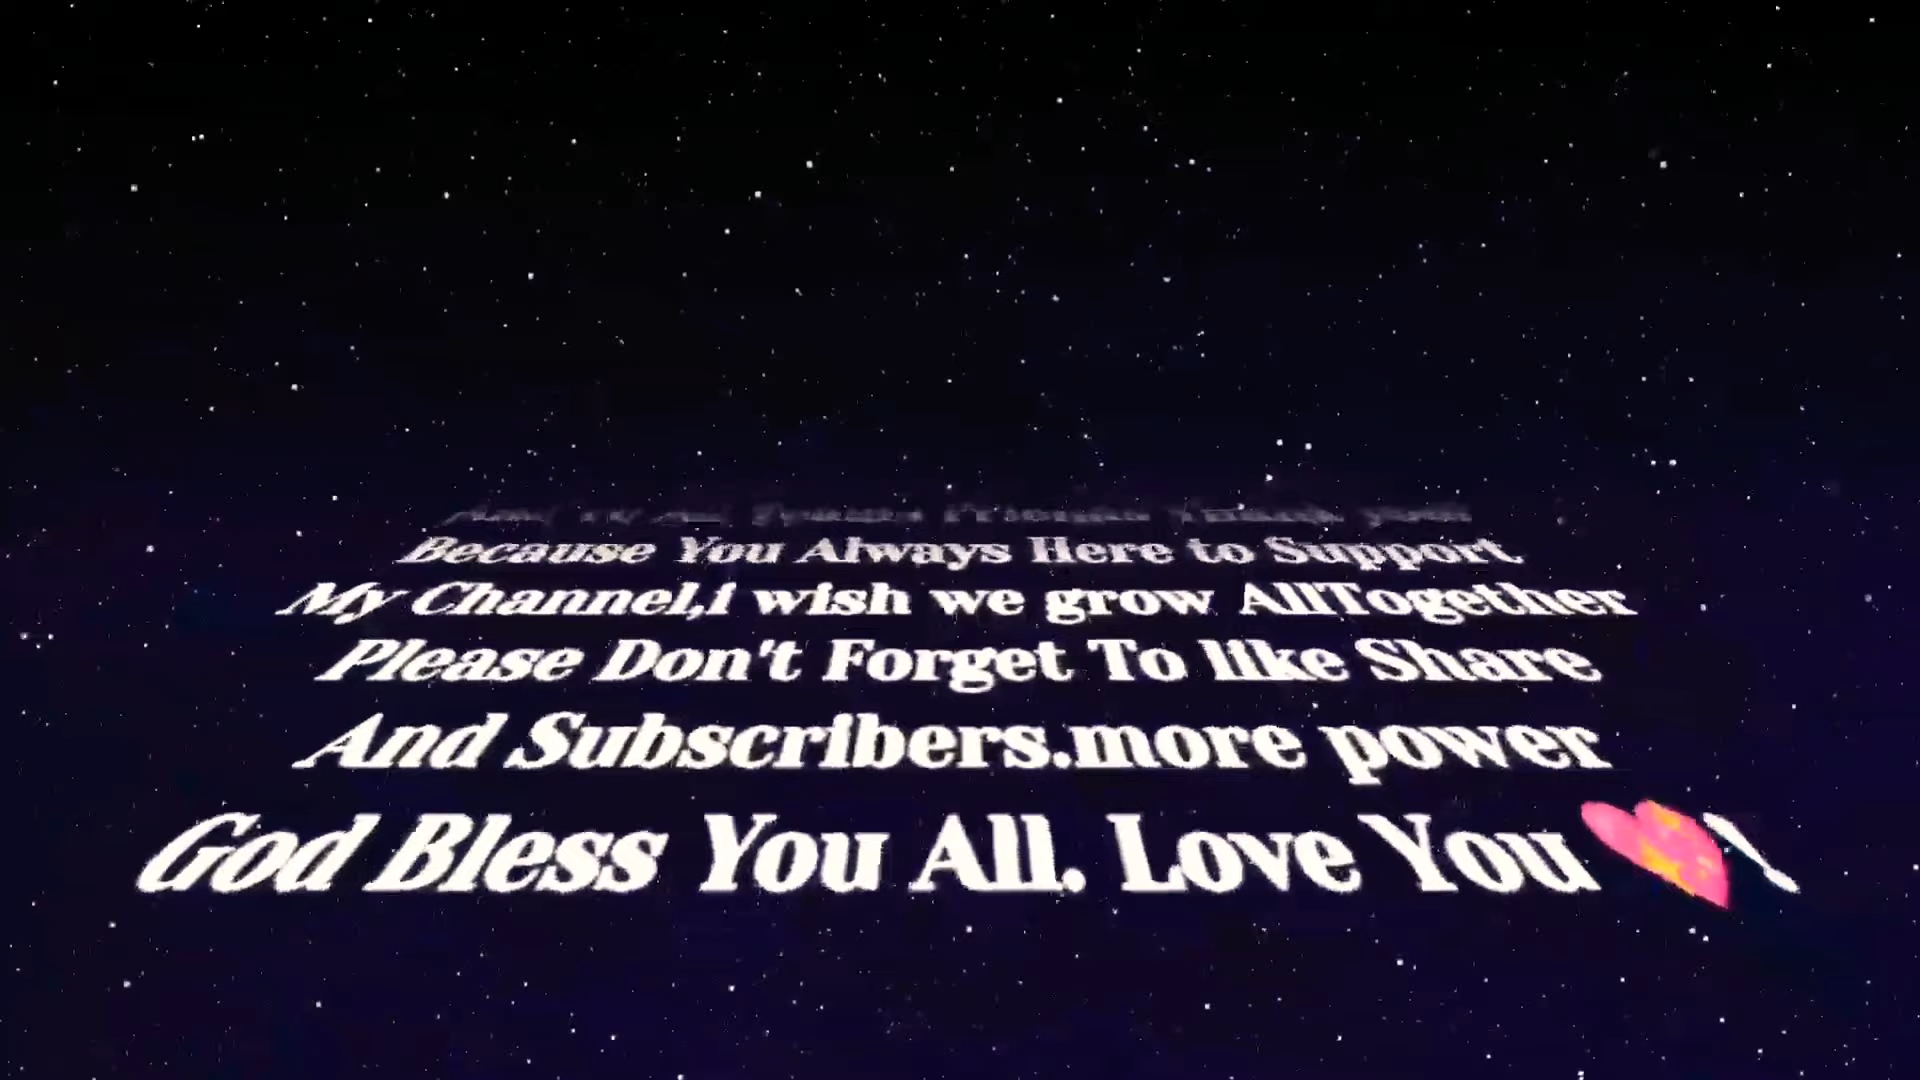 Because You Always Here to Support
My Channel,i wish we grow AllTogether
Please Don't Forget To like Share
And Subscribers.more power
God Bless You All, Love You 💖!